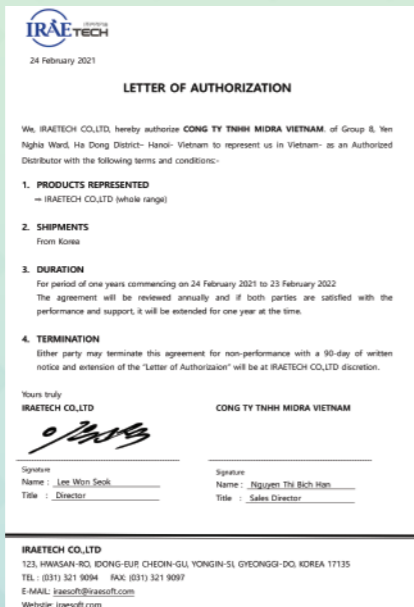 IRAE TECH
24 February 2021
LETTER OF AUTHORIZATION
We, IRAETECH CO.,LTD, hereby authorize CONG TY TNHH MIDRA VIETNAM. of Group 8, Yen
Nghia Ward, Ha Dong District- Hanoi- Vietnam to represent us in Vietnam- as an Authorized
Distributor with the following terms and conditions:-
1. PRODUCTS REPRESENTED
— IRAETECH CO.,LTD (whole range)
2. SHIPMENTS
From Korea
3. DURATION
For period of one years commencing on 24 February 2021 to 23 February 2022
The agreement will be reviewed annually and if both parties are satisfied with the
performance and support, it will be extended for one year at the time.
4. TERMINATION
Either party may terminate this agreement for non-performance with a 90-day of written
notice and extension of the "Letter of Authorizaion" will be at IRAETECH CO.,LTD discretion.
Yours truly
IRAETECH CO.,LTD CONG TY TNHH MIDRA VIETNAM
Signature Signature
Name : Lee Won Seok Name : Nguyen Thi Bich Han
Title : Director Title : Sales Director
IRAETECH CO.,LTD
123, HWASAN-RO, IDONG-EUP, CHEOIN-GU, YONGIN-SI, GYEONGGI-DO, KOREA 17135
TEL : (031) 321 9094 FAX: (031) 321 9097
E-MAIL: iraesoft@iraesoft.com
Webstie: iraesoft.com